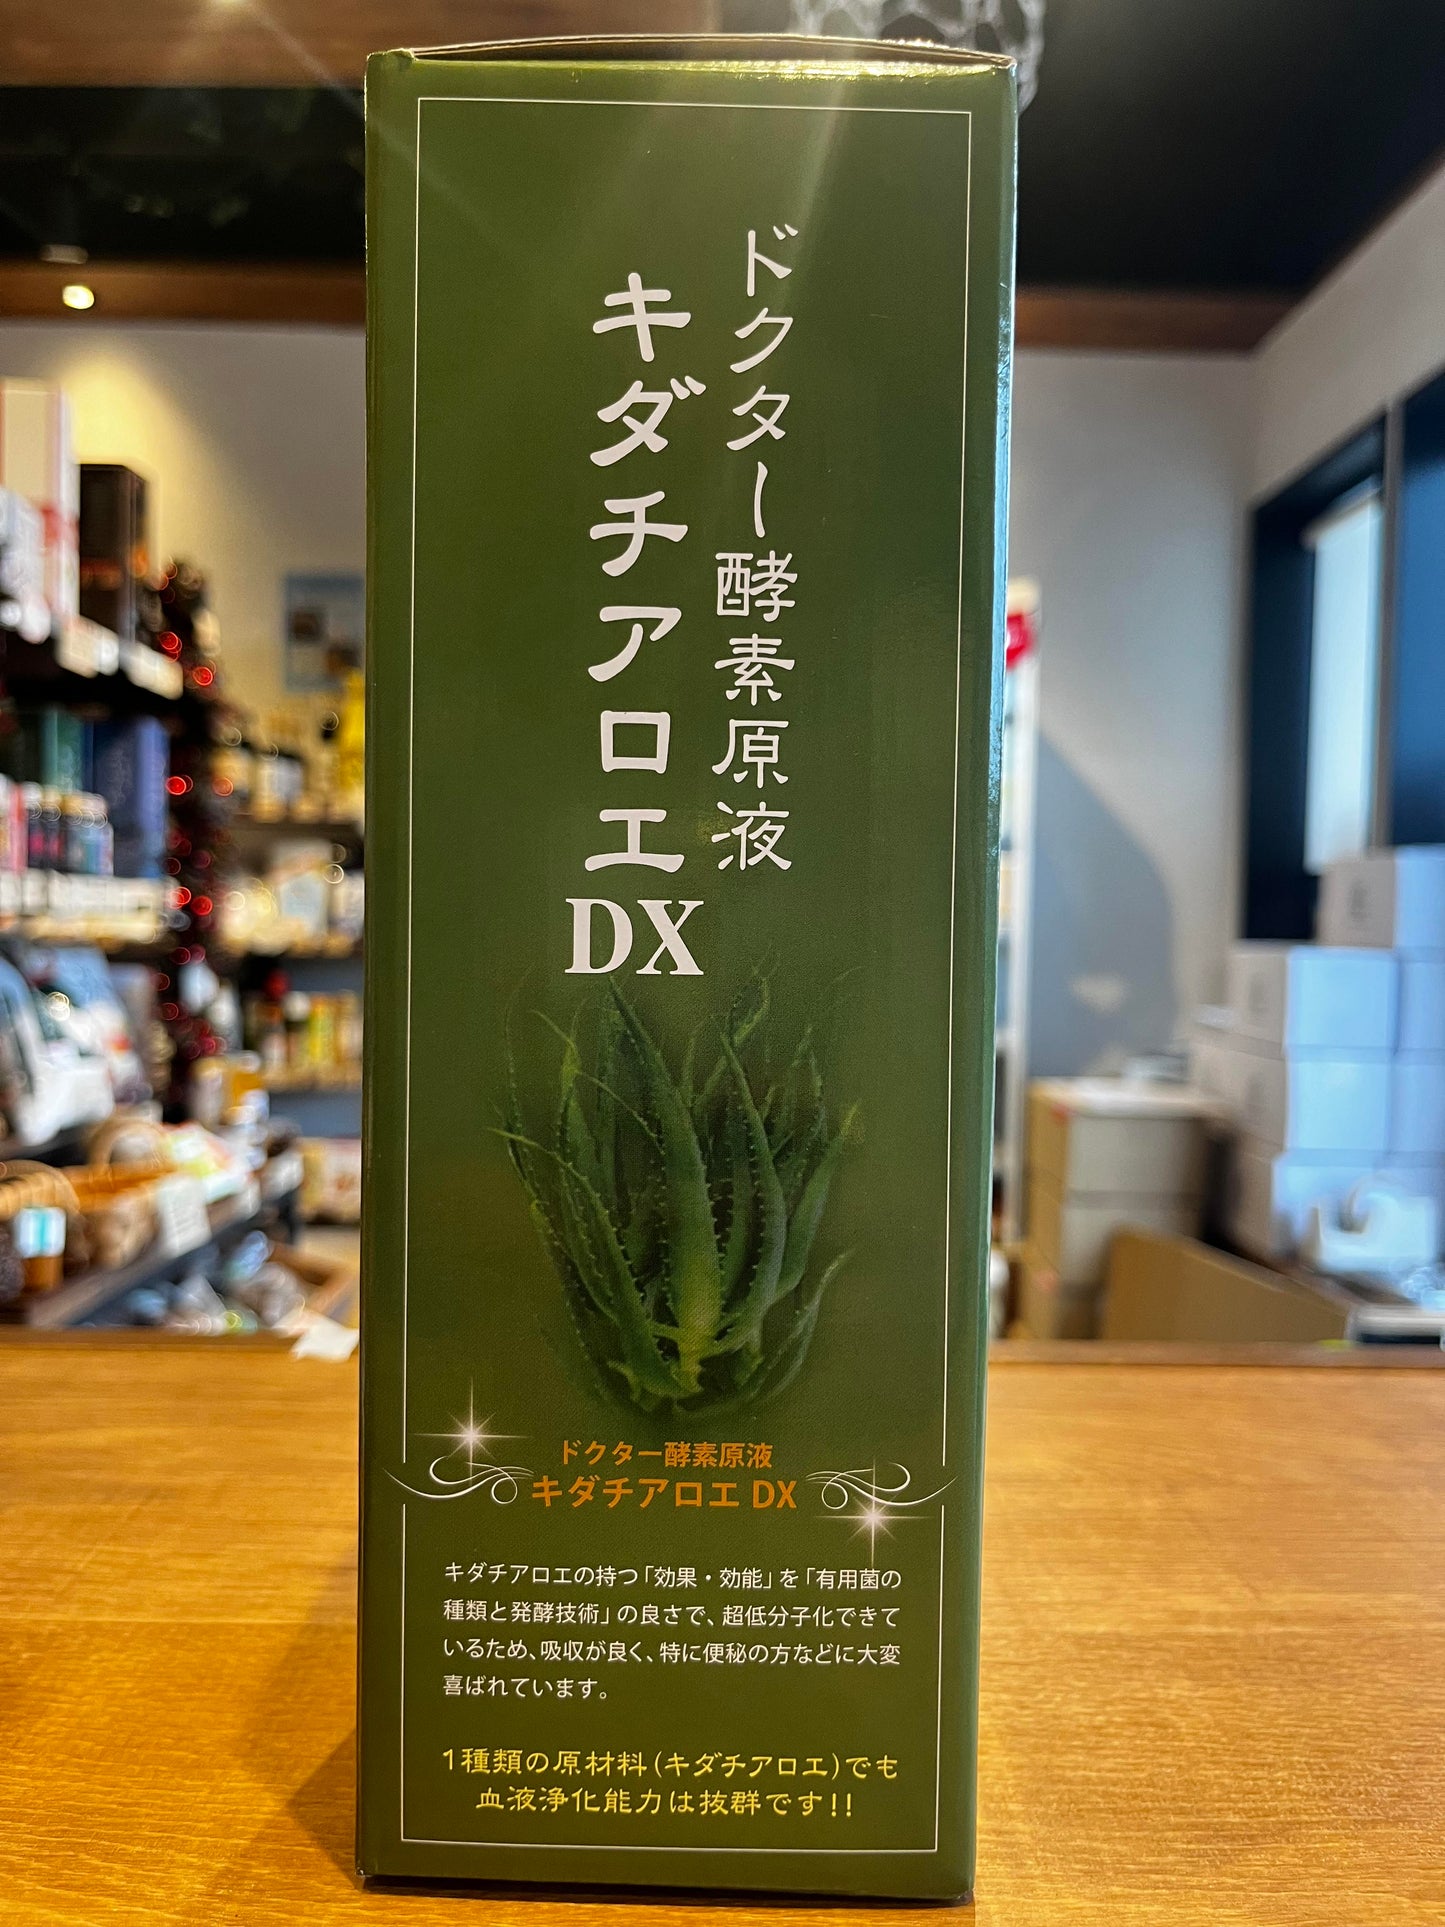 ドクター酵素原液
キダチアロエDX
ドクター酵素原液
キダチアロエ DX
キダチアロエの持つ「効果・効能」を「有用菌の
種類と発酵技術」の良さで、超低分子化できて
いるため、吸収が良く、特に便秘の方などに大変
喜ばれています。
1種類の原材料(キダチアロエ)でも
血液浄化能力は抜群です!!